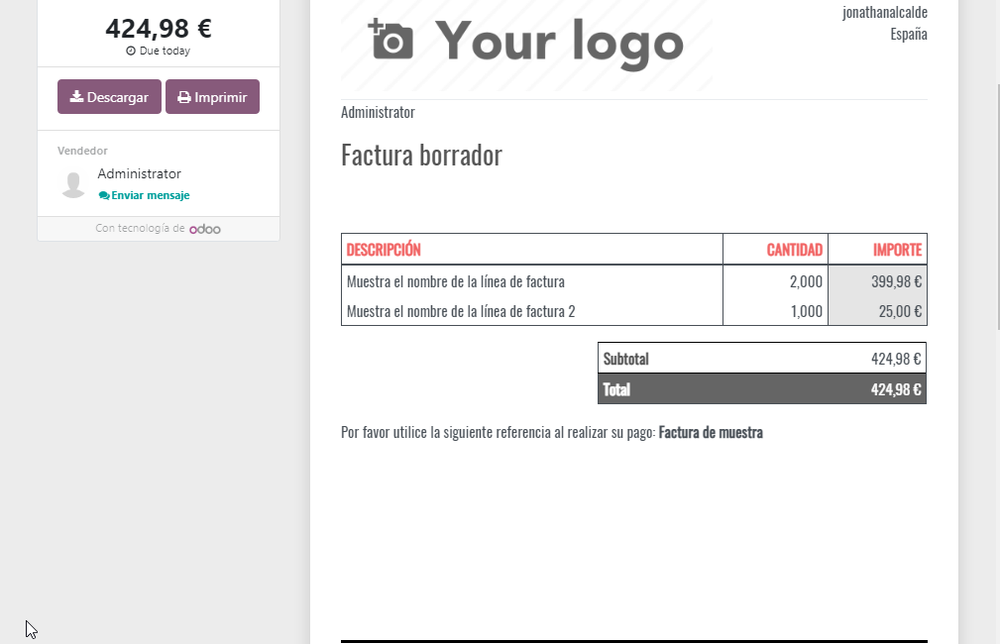 424,98 €
Due today
Descargar Imprimir
Vendedor
Administrator
Enviar mensaje
Con tecnología de odoo
Your logo
jonathanalcalde
España
Administrator
Factura borrador
DESCRIPCIÓN CANTIDAD IMPORTE
Muestra el nombre de la línea de factura 2,000 399,98 €
Muestra el nombre de la línea de factura 2 1,000 25,00 €
Subtotal 424,98 €
Total 424,98 €
Por favor utilice la siguiente referencia al realizar su pago: Factura de muestra